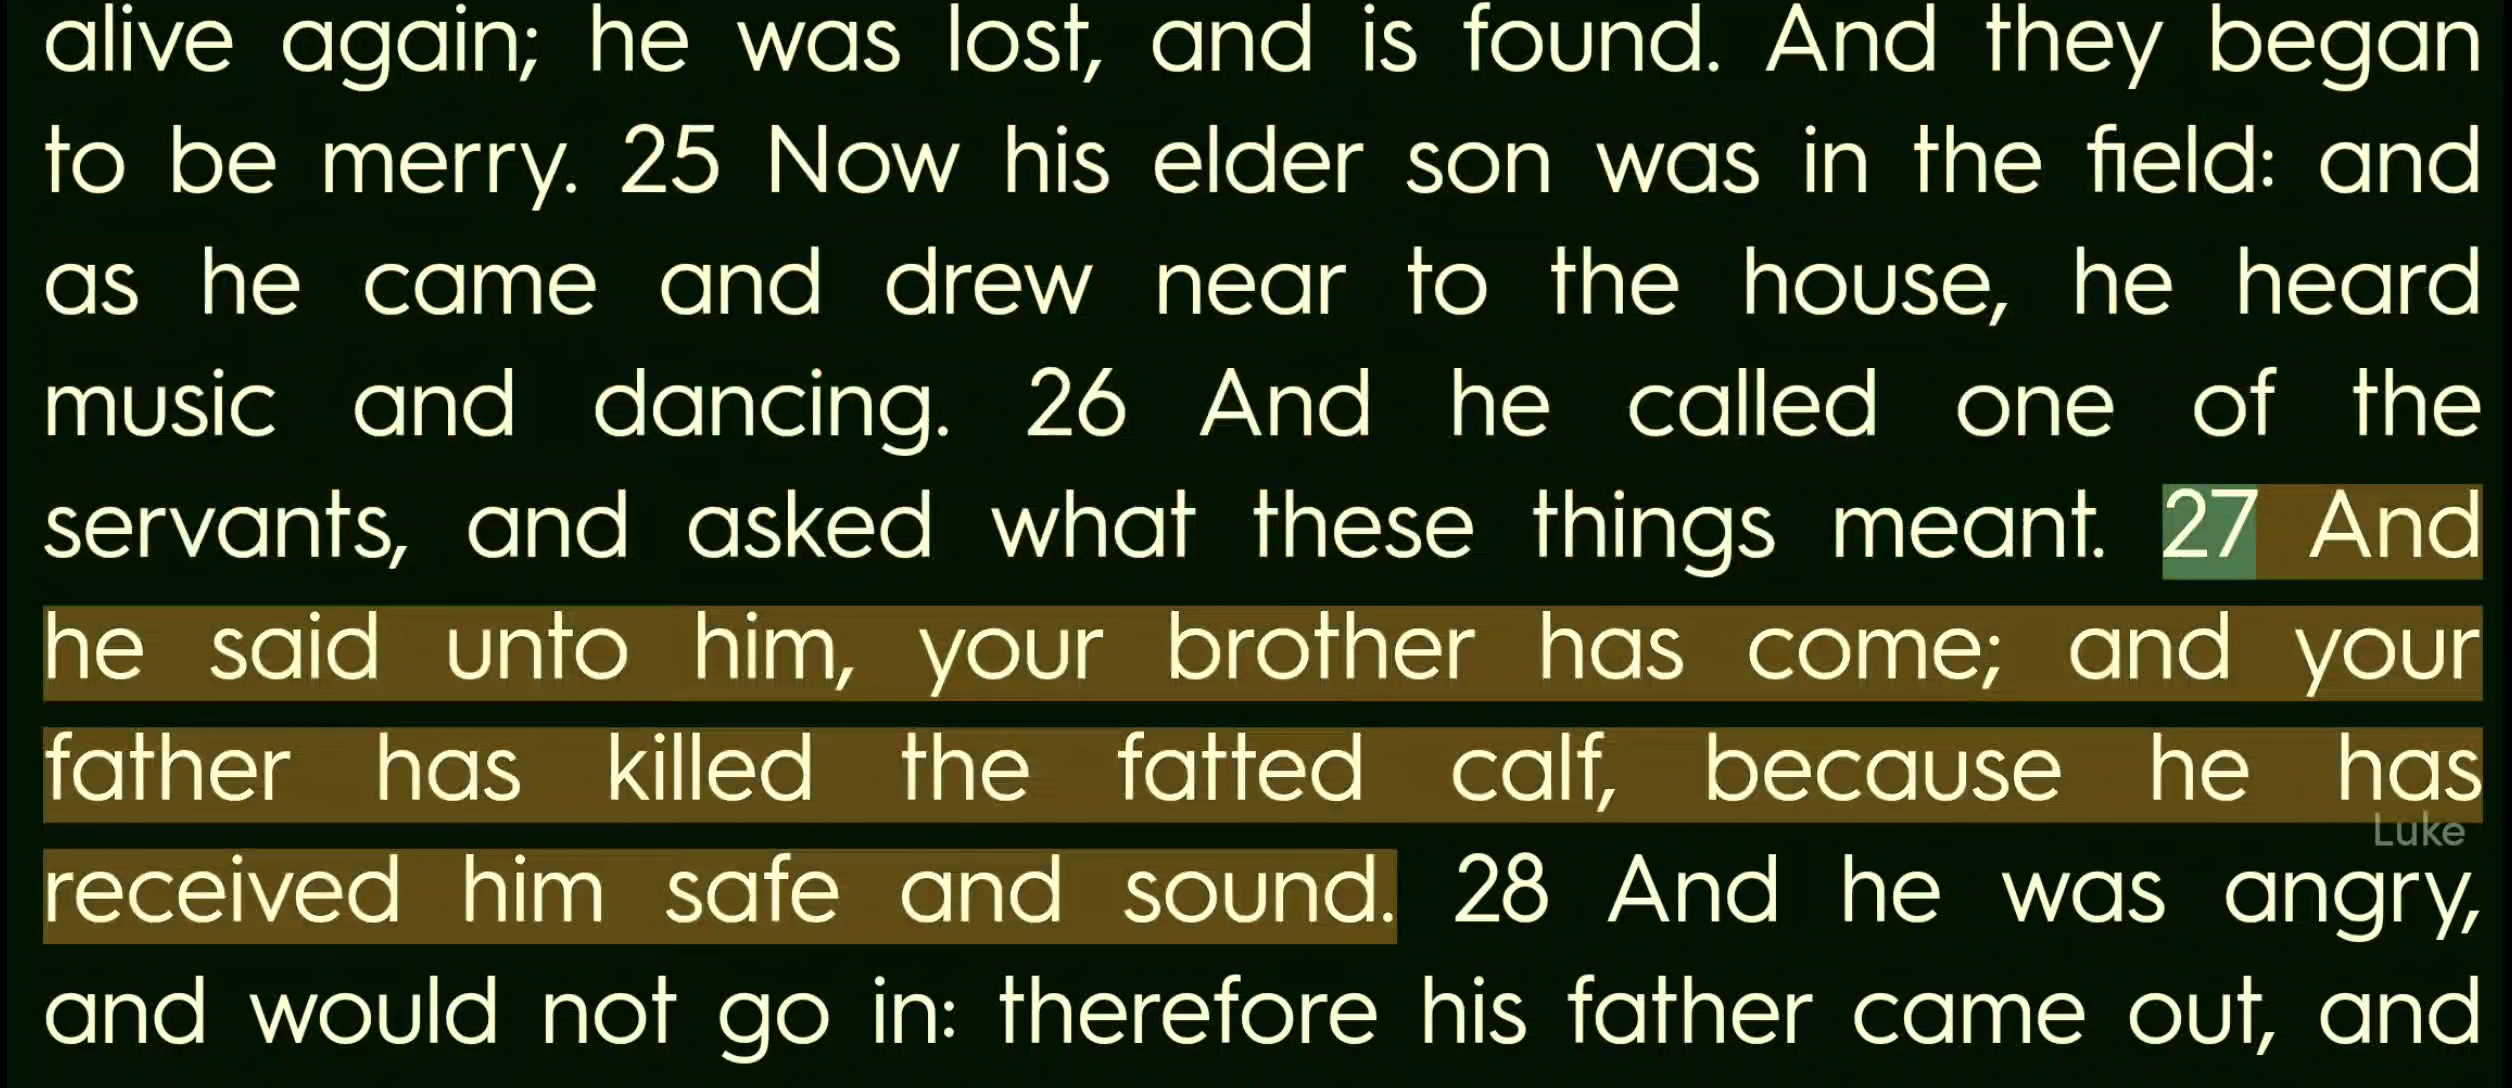 alive again; he was lost, and is found. And they began
to be merry. 25 Now his elder son was in the field: and
as he came and drew near to the house, he heard
music and dancing. 26 And he called one of the
servants, and asked what these things meant. 27 And
he said unto him, your brother has come; and your
father has killed the fatted calf, because he has
Luke
received him safe and sound. 28 And he was angry,
and would not go in: therefore his father came out, and